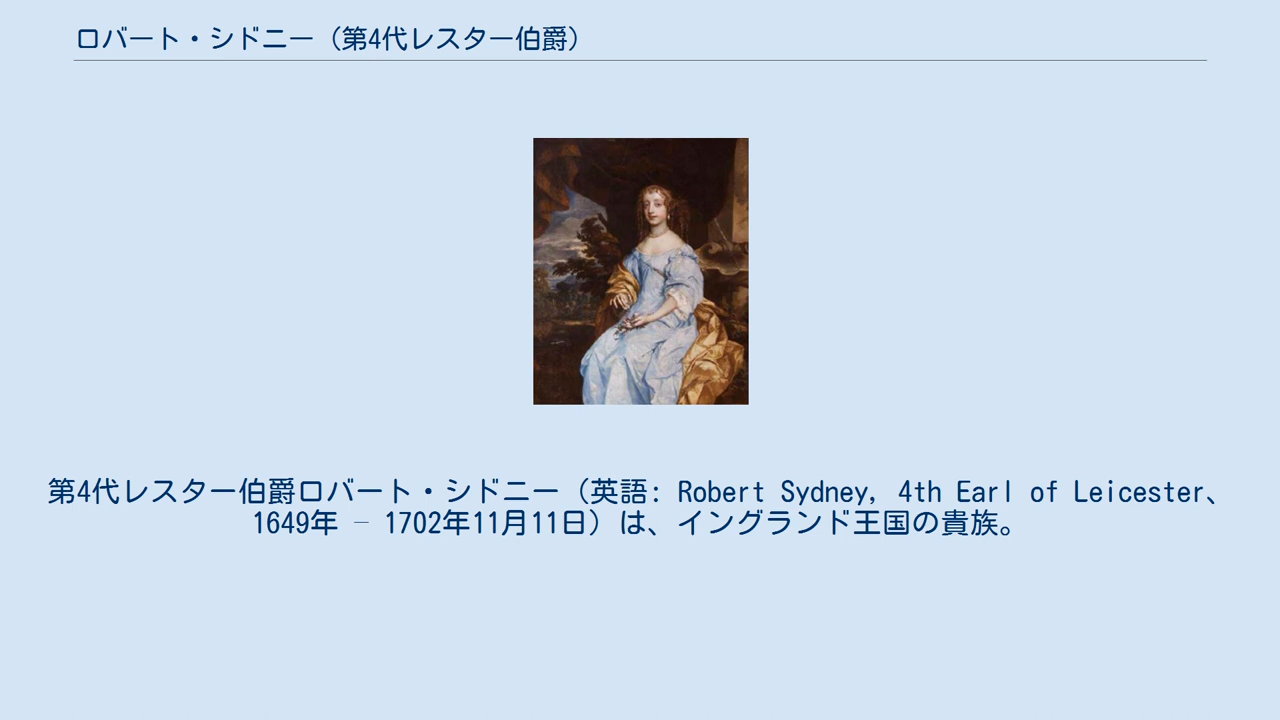 ロバート・シドニー（第4代レスター伯爵）
第4代レスター伯爵ロバート・シドニー（英語: Robert Sydney, 4th Earl of Leicester、
1649年 – 1702年11月11日）は、イングランド王国の貴族。